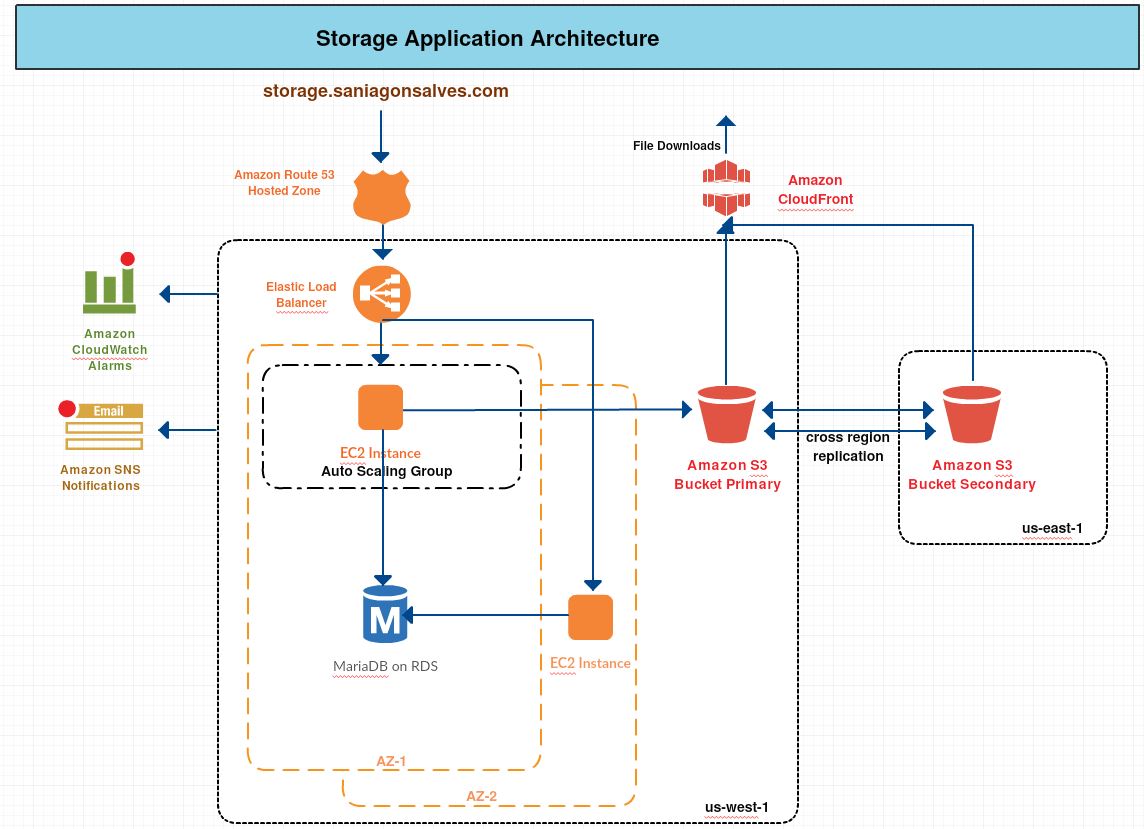 Storage Application Architecture
storage.saniagonsalves.com
File Downloads
Amazon Route 53
Hosted Zone
Amazon
CloudFront
Elastic Load
Balancer
Amazon
CloudWatch
Alarms
Email
Amazon SNS
Notifications
EC2 Instance
Auto Scaling Group
cross region
replication
Amazon S3
Bucket Primary
Amazon S3
Bucket Secondary
us-east-1
M
MariaDB on RDS
EC2 Instance
AZ-1
AZ-2
us-west-1